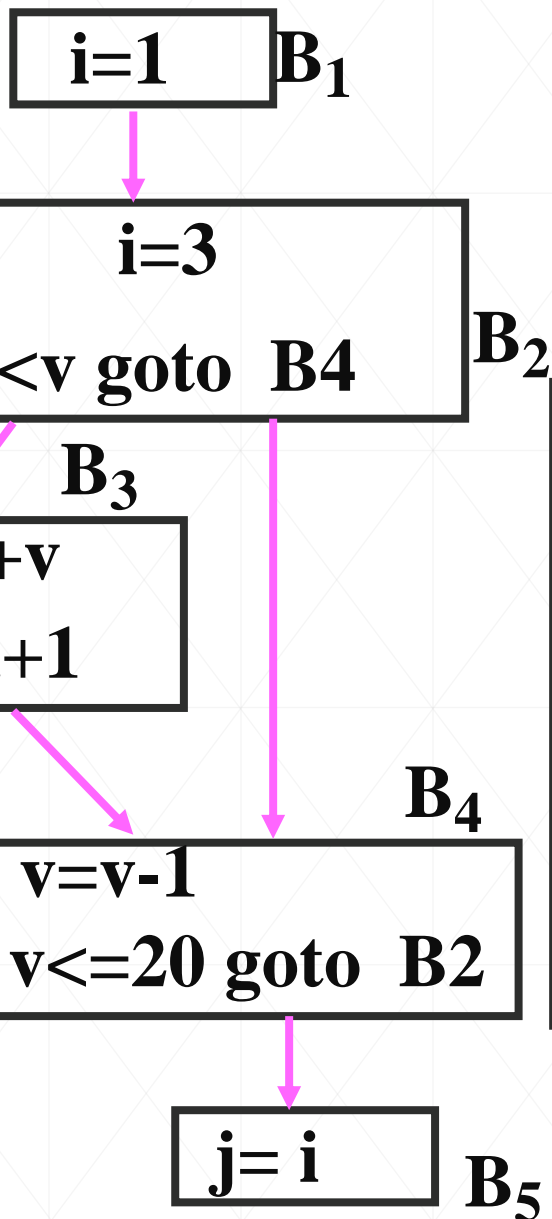 i=1 B1
i=3
<v goto B4
B2
B3
+v
+1
B4
v=v-1
v<=20 goto B2
j= i
B5